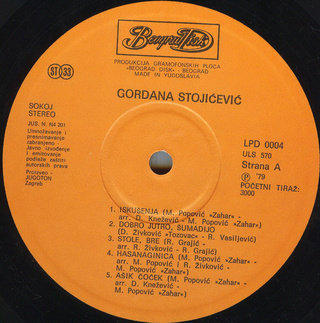 Beograd Disk
PRODUKCIJA GRAMOFONSKIH PLOČA
»BEOGRAD DISK« - BEOGRAD
MADE IN YUGOSLAVIA
ST 33
GORDANA STOJIĆEVIĆ
SOKOJ
STEREO
JUS. N. N4 201
Umnožavanje i
presnimavanje
zabranjeno
Javno izvođenje
i emitovanje
podleže zaštiti
autorskih prava
Proizveo -
JUGOTON
Zagreb
LPD 0004
ULS 570
Strana A
Ⓟ '79
POČETNI TIRAŽ:
3000
1. ISKUŠENJA (M. Popović »Zahar« -
arr. D. Knežević - M. Popović »Zahar«)
2. DOBRO JUTRO, ŠUMADIJO
(D. Živković »Tozovac« - R. Vasiljević)
3. STOLE, BRE (R. Grajić -
arr. R. Živković - R. Grajić)
4. HASANAGINICA (M. Popović »Zahar« -
arr. M. Popović i R. Živković -
M. Popović »Zahar«)
5. AŠIK ČOČEK (M. Popović »Zahar« -
arr. D. Knežević)